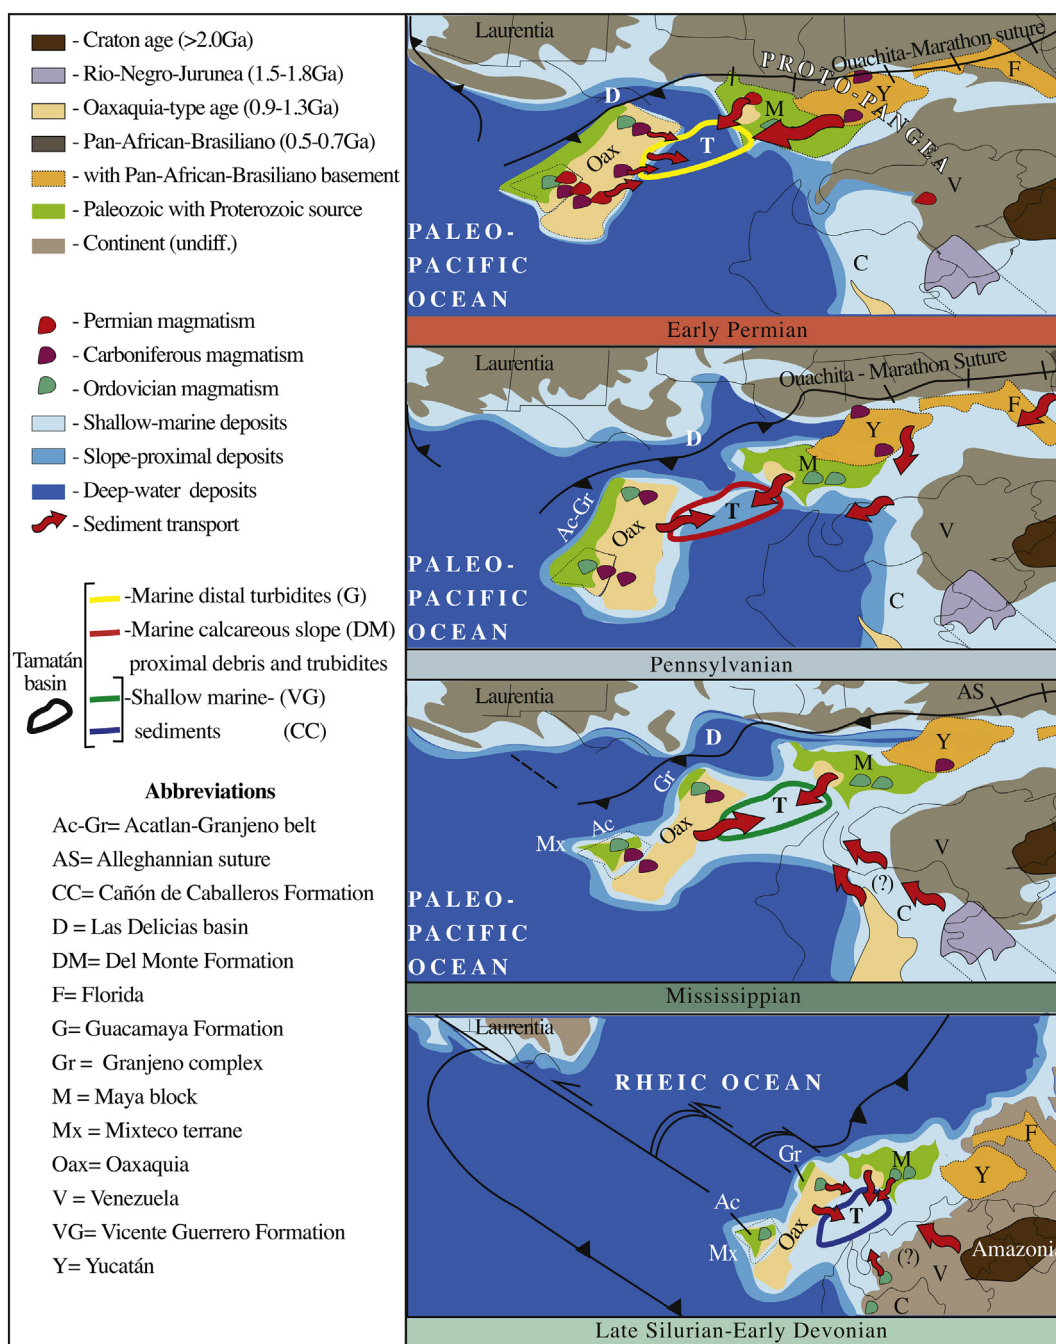 - Craton age (>2.0Ga)
- Rio-Negro-Jurunea (1.5-1.8Ga)
- Oaxaquia-type age (0.9-1.3Ga)
- Pan-African-Brasiliano (0.5-0.7Ga)
- with Pan-African-Brasiliano basement
- Paleozoic with Proterozoic source
- Continent (undiff.)
- Permian magmatism
- Carboniferous magmatism
- Ordovician magmatism
- Shallow-marine deposits
- Slope-proximal deposits
- Deep-water deposits
- Sediment transport
Tamatán
basin
-Marine distal turbidites (G)
-Marine calcareous slope (DM)
proximal debris and trubidites
-Shallow marine- (VG)
sediments (CC)
Abbreviations
Ac-Gr= Acatlan-Granjeno belt
AS= Alleghannian suture
CC= Cañón de Caballeros Formation
D = Las Delicias basin
DM= Del Monte Formation
F= Florida
G= Guacamaya Formation
Gr = Granjeno complex
M = Maya block
Mx = Mixteco terrane
Oax= Oaxaquia
V = Venezuela
VG= Vicente Guerrero Formation
Y= Yucatán
Laurentia
Ouachita-Marathon suture
PROTO-PANGEA
F
Y
D
M
T
Oax
V
PALEO-
PACIFIC
OCEAN
C
Early Permian
Laurentia
Ouachita - Marathon Suture
F
D
Y
M
Ac-Gr
Oax
T
V
PALEO-
PACIFIC
OCEAN
C
Pennsylvanian
Laurentia
AS
D
Y
M
Gr
T
Ac
Oax
Mx
V
(?)
C
PALEO-
PACIFIC
OCEAN
Mississippian
Laurentia
RHEIC OCEAN
F
Gr
M
Y
Ac
T
Oax
Mx
(?)
V
Amazonia
C
Late Silurian-Early Devonian